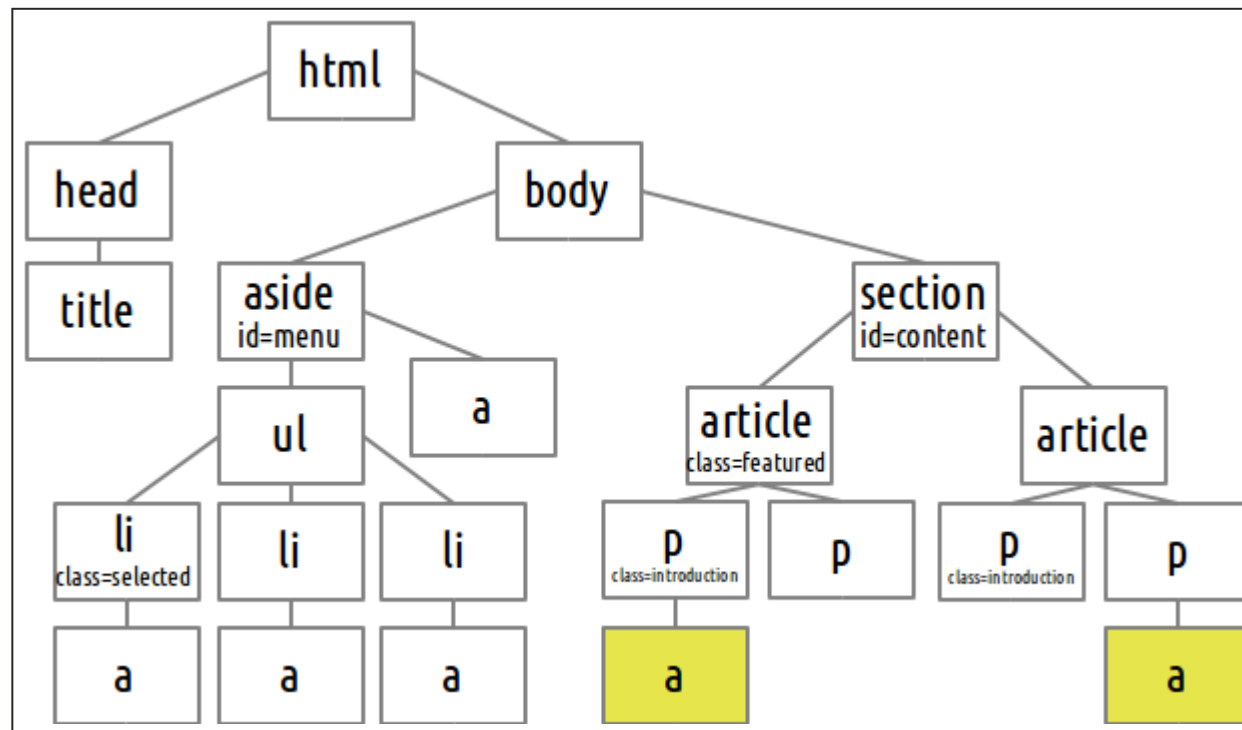 html
head
body
title
aside
id=menu
section
id=content
a
ul
article
class=featured
article
li
class=selected
li
li
p
class=introduction
p
p
class=introduction
p
a
a
a
a
a